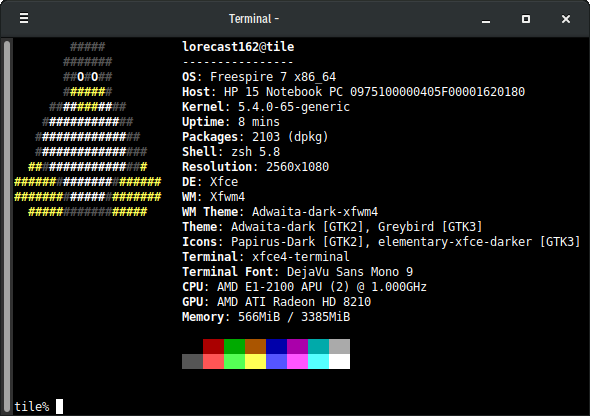 Terminal -
lorecast162@tile
----------------
OS: Freespire 7 x86_64
Host: HP 15 Notebook PC 0975100000405F00001620180
Kernel: 5.4.0-65-generic
Uptime: 8 mins
Packages: 2103 (dpkg)
Shell: zsh 5.8
Resolution: 2560x1080
DE: Xfce
WM: Xfwm4
WM Theme: Adwaita-dark-xfwm4
Theme: Adwaita-dark [GTK2], Greybird [GTK3]
Icons: Papirus-Dark [GTK2], elementary-xfce-darker [GTK3]
Terminal: xfce4-terminal
Terminal Font: DejaVu Sans Mono 9
CPU: AMD E1-2100 APU (2) @ 1.000GHz
GPU: AMD ATI Radeon HD 8210
Memory: 566MiB / 3385MiB
tile%